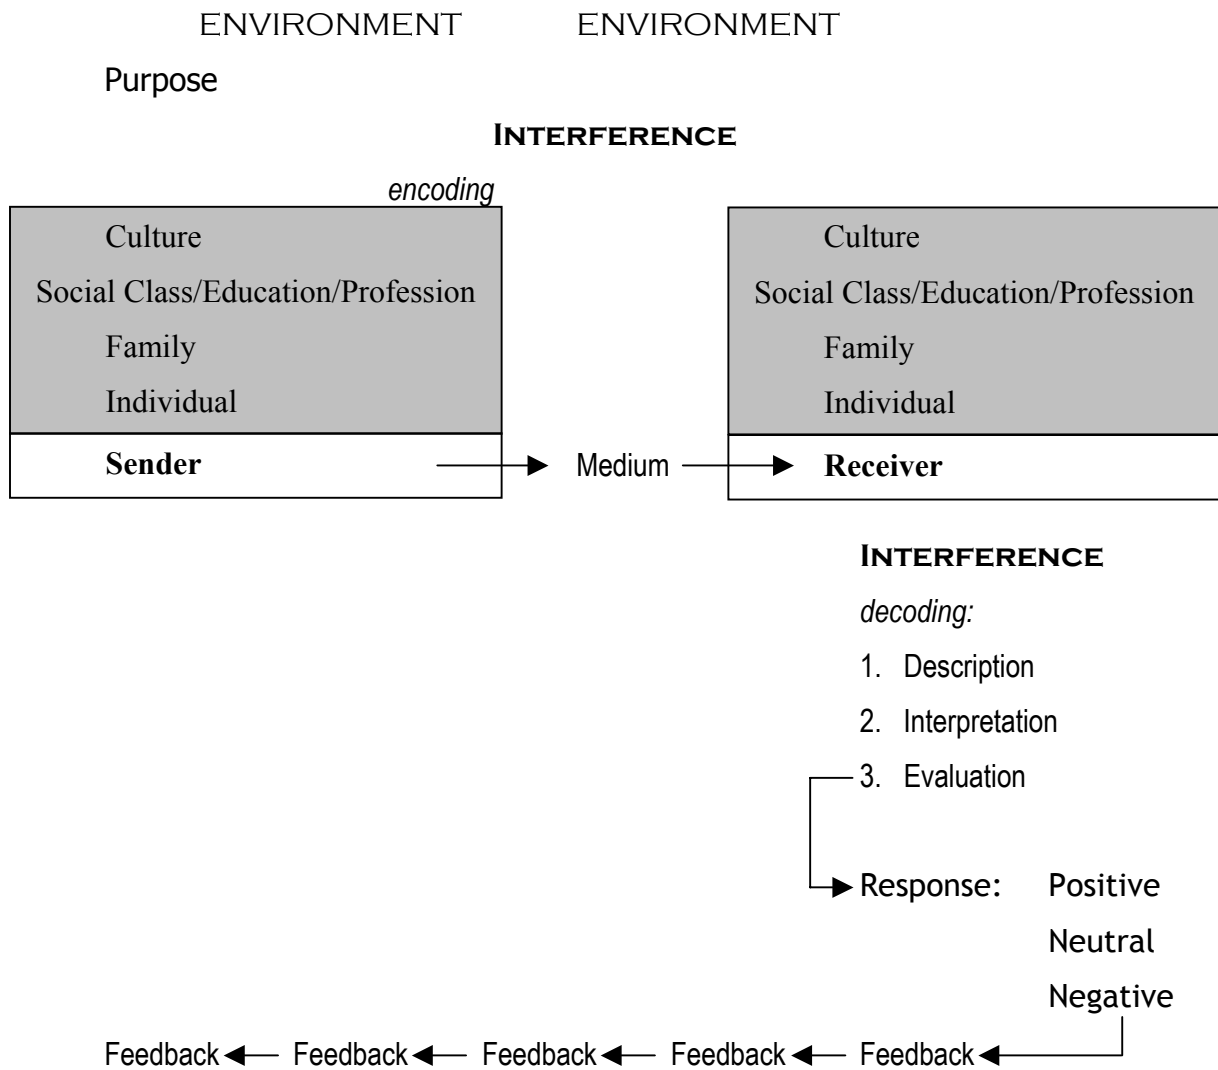 ENVIRONMENT ENVIRONMENT
Purpose
INTERFERENCE
encoding
Culture Culture
Social Class/Education/Profession Social Class/Education/Profession
Family Family
Individual Individual
Sender Medium Receiver
INTERFERENCE
decoding:
1. Description
2. Interpretation
3. Evaluation
Response: Positive
Neutral
Negative
Feedback Feedback Feedback Feedback Feedback